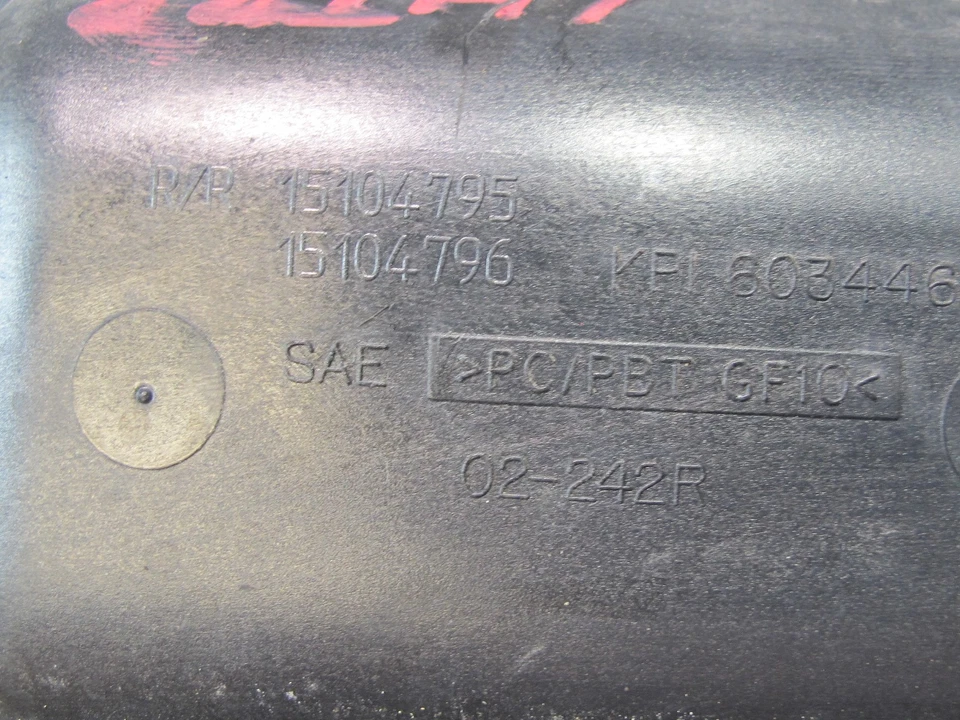 R/R 15104795
15104796 KPI 603446
SAE >PC/PBT GF10<
02-242R